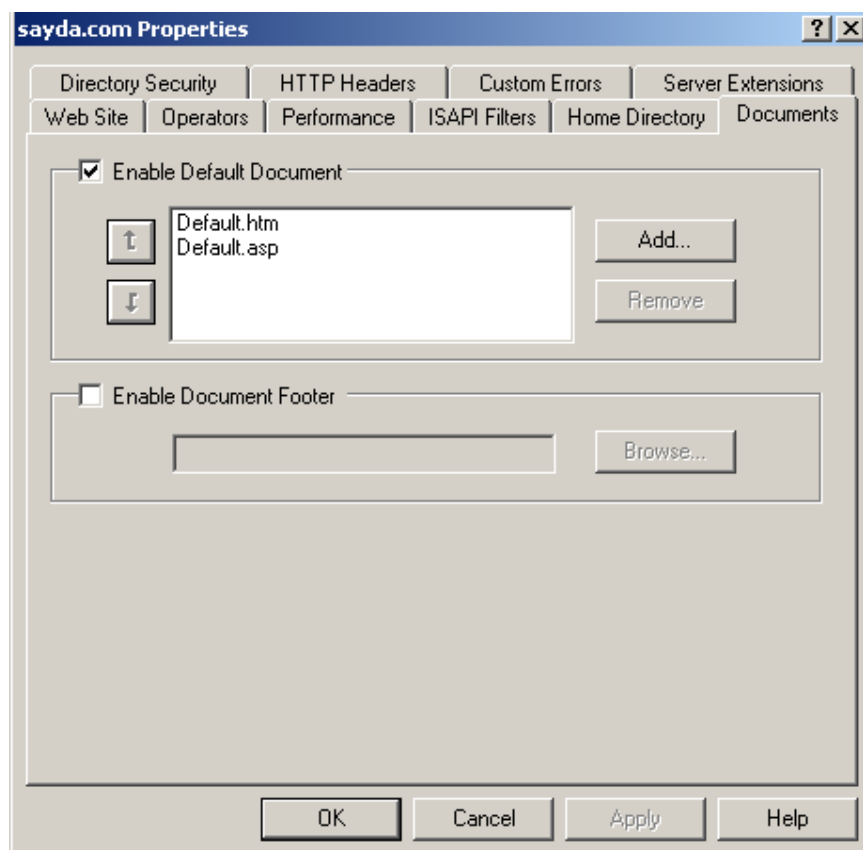 sayda.com Properties
Directory Security HTTP Headers Custom Errors Server Extensions
Web Site Operators Performance ISAPI Filters Home Directory Documents
Enable Default Document
Default.htm
Default.asp
Add...
Remove
Enable Document Footer
Browse...
OK Cancel Apply Help